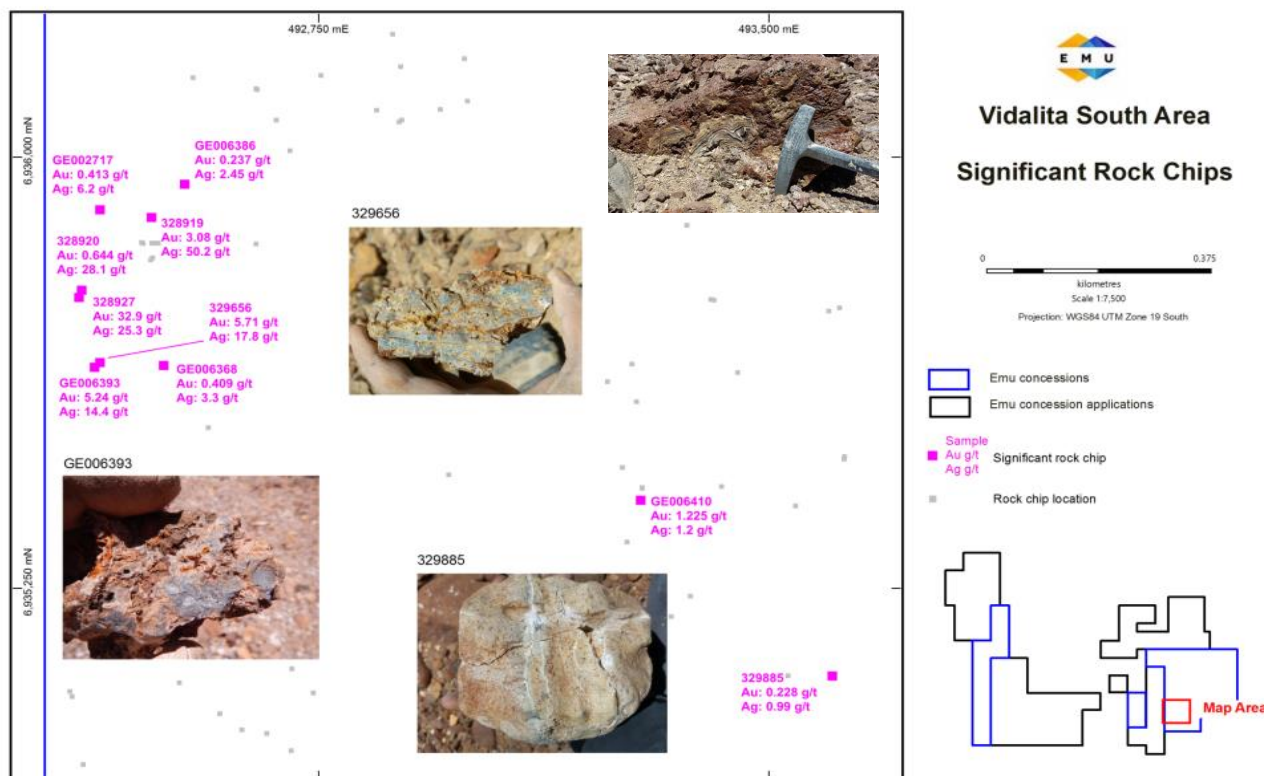 492,750 mE
493,500 mE
6,936,000 mN
6,935,250 mN
GE002717
Au: 0.413 g/t
Ag: 6.2 g/t
GE006386
Au: 0.237 g/t
Ag: 2.45 g/t
328919
Au: 3.08 g/t
Ag: 50.2 g/t
328920
Au: 0.644 g/t
Ag: 28.1 g/t
328927
Au: 32.9 g/t
Ag: 25.3 g/t
329656
Au: 5.71 g/t
Ag: 17.8 g/t
GE006393
Au: 5.24 g/t
Ag: 14.4 g/t
GE006368
Au: 0.409 g/t
Ag: 3.3 g/t
329656
GE006393
329885
GE006410
Au: 1.225 g/t
Ag: 1.2 g/t
329885
Au: 0.228 g/t
Ag: 0.99 g/t
EMU
Vidalita South Area
Significant Rock Chips
0
0.375
kilometres
Scale 1:7,500
Projection: WGS84 UTM Zone 19 South
Emu concessions
Emu concession applications
Sample
Au g/t
Ag g/t
Significant rock chip
Rock chip location
Map Area